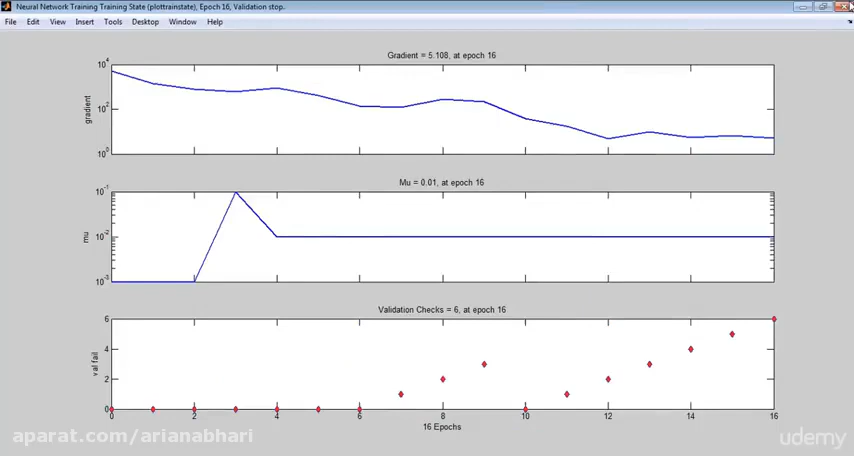 Neural Network Training Training State (plottrainstate), Epoch 16, Validation stop.
File Edit View Insert Tools Desktop Window Help
Gradient = 5.108, at epoch 16
10^4
10^2
10^0
gradient
Mu = 0.01, at epoch 16
10^-1
10^-2
10^-3
mu
Validation Checks = 6, at epoch 16
6
4
2
0
val fail
0 2 4 6 8 10 12 14 16
16 Epochs
aparat.com/arianabhari
udemy